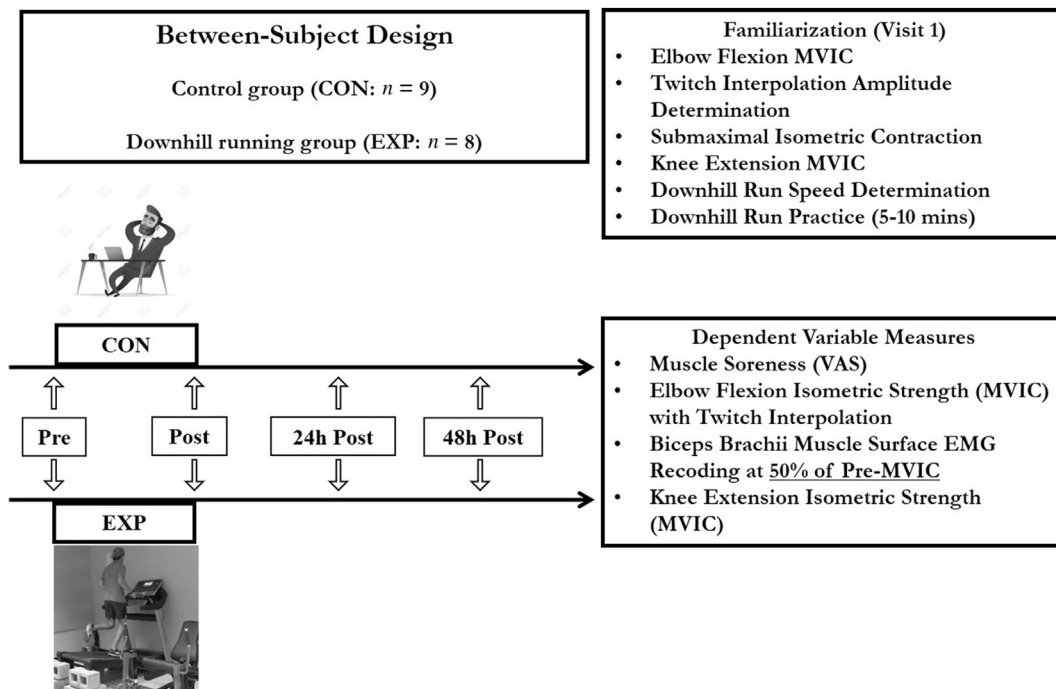 Between-Subject Design
Control group (CON: n = 9)
Downhill running group (EXP: n = 8)
Familiarization (Visit 1)
• Elbow Flexion MVIC
• Twitch Interpolation Amplitude
Determination
• Submaximal Isometric Contraction
• Knee Extension MVIC
• Downhill Run Speed Determination
• Downhill Run Practice (5-10 mins)
CON
Pre
Post
24h Post
48h Post
EXP
Dependent Variable Measures
• Muscle Soreness (VAS)
• Elbow Flexion Isometric Strength (MVIC)
with Twitch Interpolation
• Biceps Brachii Muscle Surface EMG
Recoding at 50% of Pre-MVIC
• Knee Extension Isometric Strength
(MVIC)